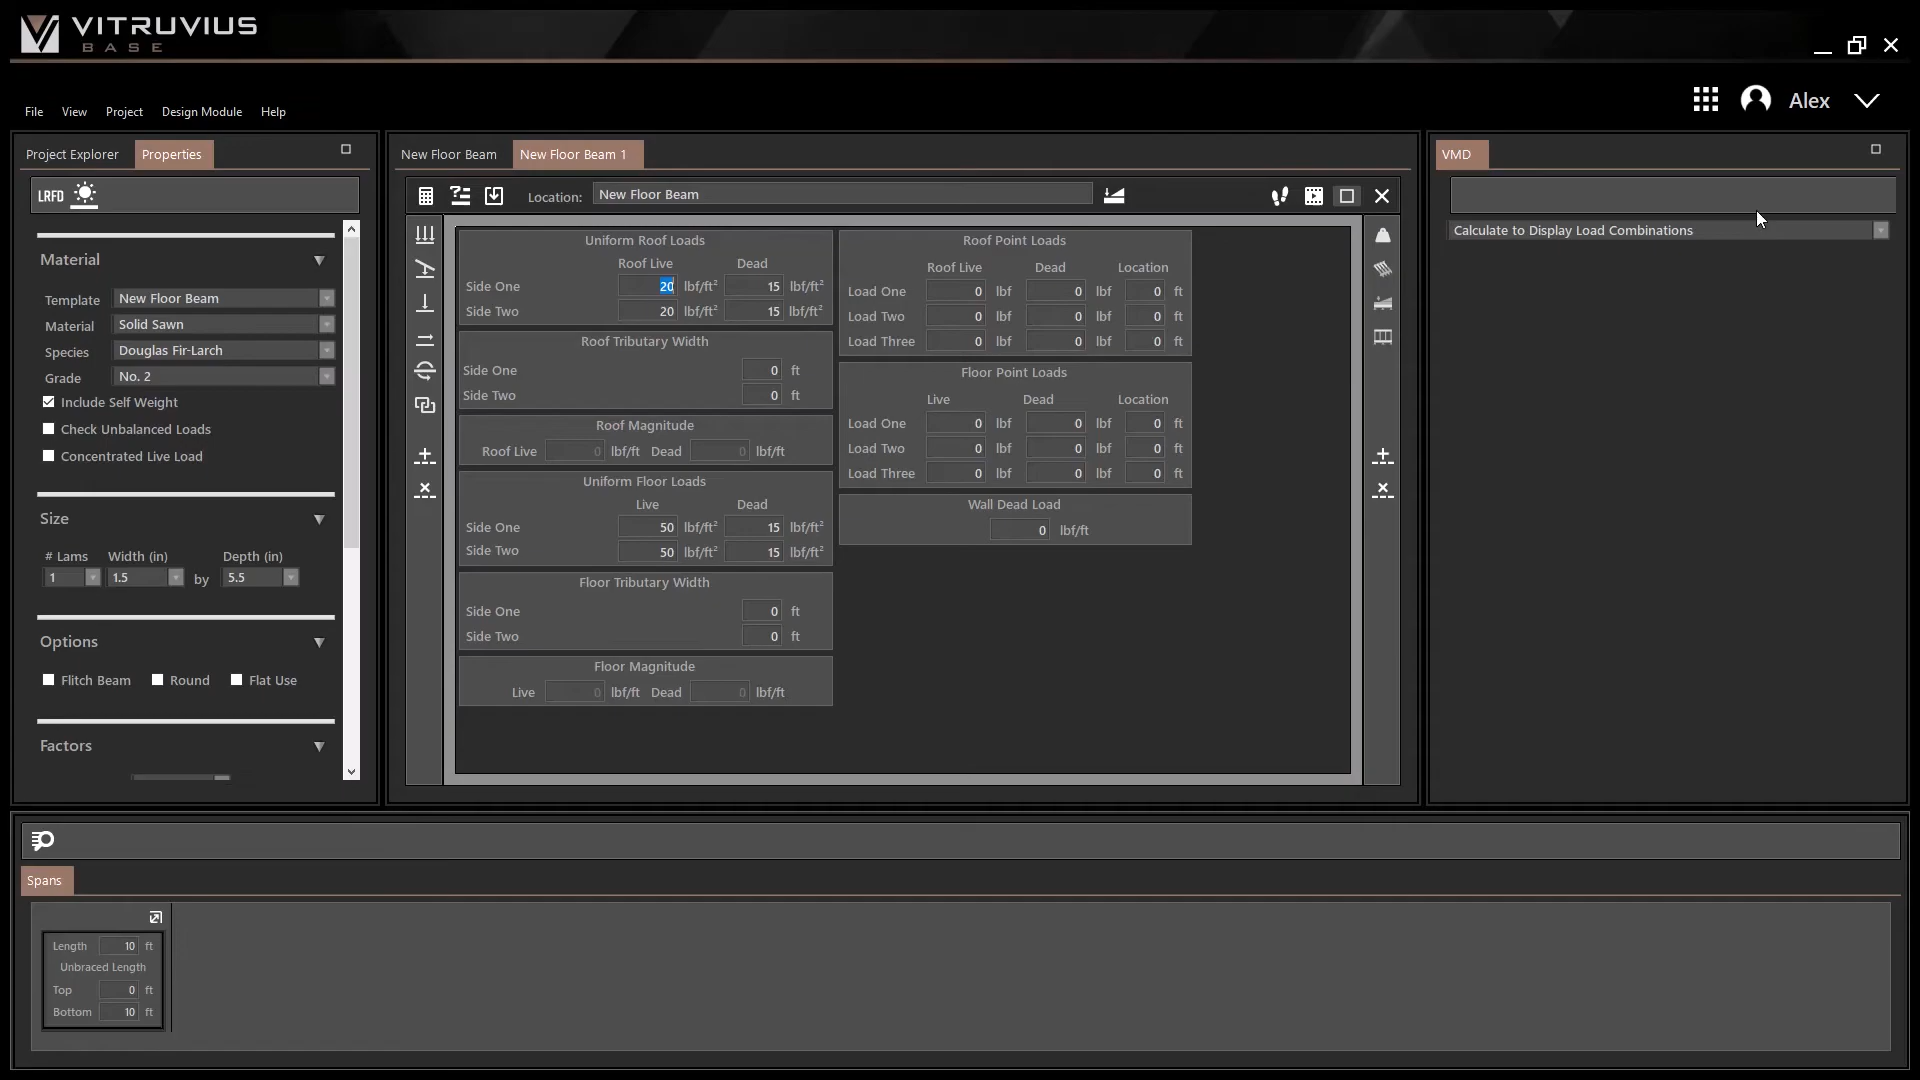 VITRUVIUS
BASE
File View Project Design Module Help
Alex
Project Explorer Properties
LRFD
Material
Template New Floor Beam
Material Solid Sawn
Species Douglas Fir-Larch
Grade No. 2
Include Self Weight
Check Unbalanced Loads
Concentrated Live Load
Size
# Lams Width (in) Depth (in)
1 1.5 by 5.5
Options
Flitch Beam Round Flat Use
Factors
New Floor Beam New Floor Beam 1
Location: New Floor Beam
Uniform Roof Loads
Roof Live Dead
Side One 20 lbf/ft² 15 lbf/ft²
Side Two 20 lbf/ft² 15 lbf/ft²
Roof Tributary Width
Side One 0 ft
Side Two 0 ft
Roof Magnitude
Roof Live 0 lbf/ft Dead 0 lbf/ft
Uniform Floor Loads
Live Dead
Side One 50 lbf/ft² 15 lbf/ft²
Side Two 50 lbf/ft² 15 lbf/ft²
Floor Tributary Width
Side One 0 ft
Side Two 0 ft
Floor Magnitude
Live 0 lbf/ft Dead 0 lbf/ft
Roof Point Loads
Roof Live Dead Location
Load One 0 lbf 0 lbf 0 ft
Load Two 0 lbf 0 lbf 0 ft
Load Three 0 lbf 0 lbf 0 ft
Floor Point Loads
Live Dead Location
Load One 0 lbf 0 lbf 0 ft
Load Two 0 lbf 0 lbf 0 ft
Load Three 0 lbf 0 lbf 0 ft
Wall Dead Load
0 lbf/ft
VMD
Calculate to Display Load Combinations
Spans
Length 10 ft
Unbraced Length
Top 0 ft
Bottom 10 ft